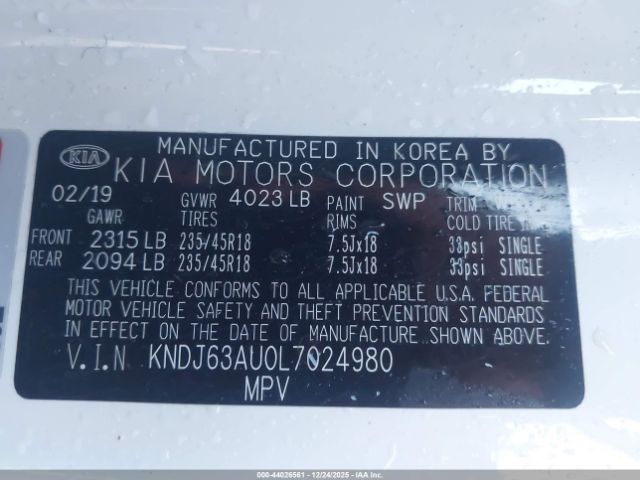 MANUFACTURED IN KOREA BY
KIA KIA MOTORS CORPORATION
02/19 GVWR 4023 LB PAINT SWP TRIM
GAWR TIRES RIMS COLD TIRE
FRONT 2315 LB 235/45R18 7.5Jx18 33psi SINGLE
REAR 2094 LB 235/45R18 7.5Jx18 33psi SINGLE
THIS VEHICLE CONFORMS TO ALL APPLICABLE U.S.A. FEDERAL
MOTOR VEHICLE SAFETY AND THEFT PREVENTION STANDARDS
IN EFFECT ON THE DATE OF MANUFACTURE SHOWN ABOVE.
V.I.N KNDJ63AU0L7024980
MPV
000-44026561 - 12/24/2025 - IAA Inc.